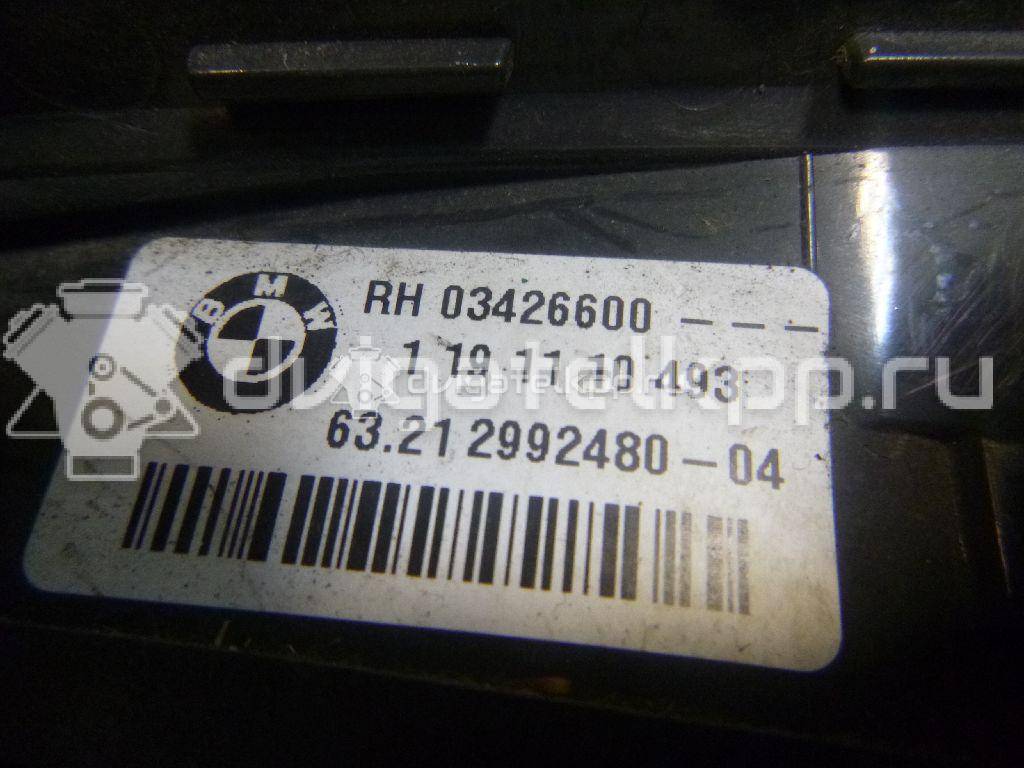 BMW
RH 03426600 - - -
1 19.11.10 493
63.21 2992480-04
dvigatelkpp.ru